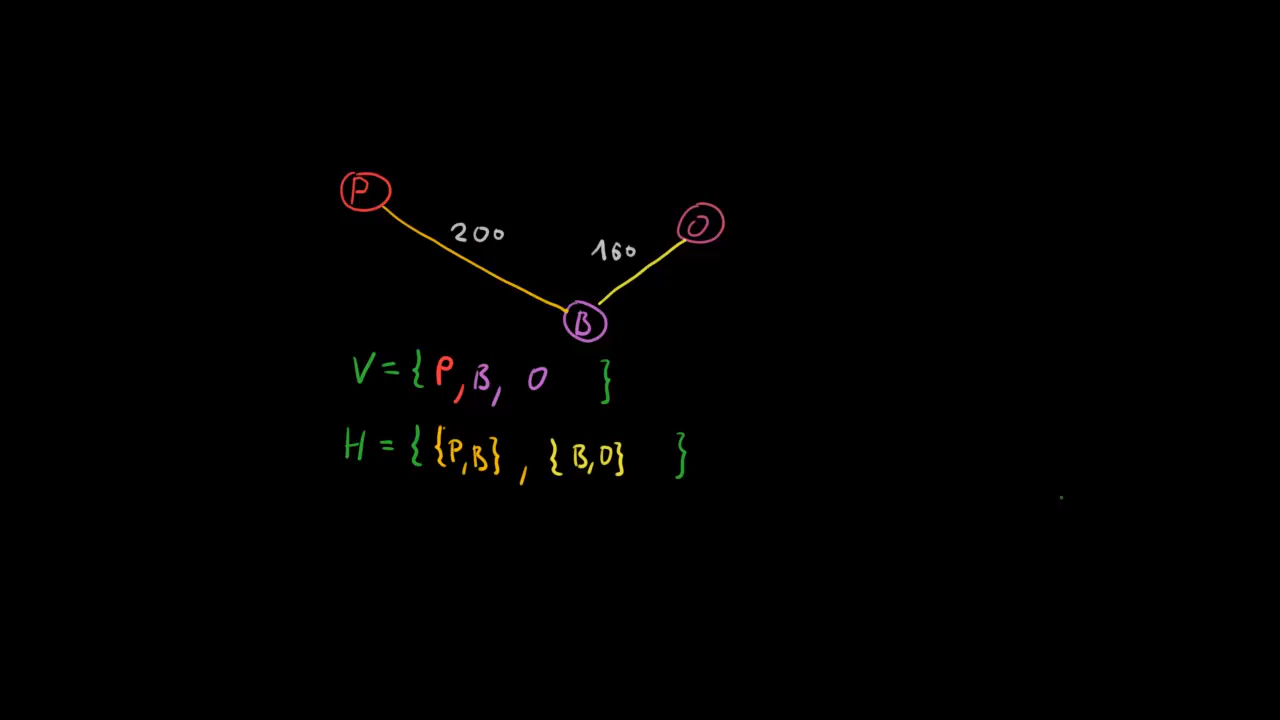 P
200
160
O
B
V = { P, B, O }
H = { {P,B} , {B,O} }